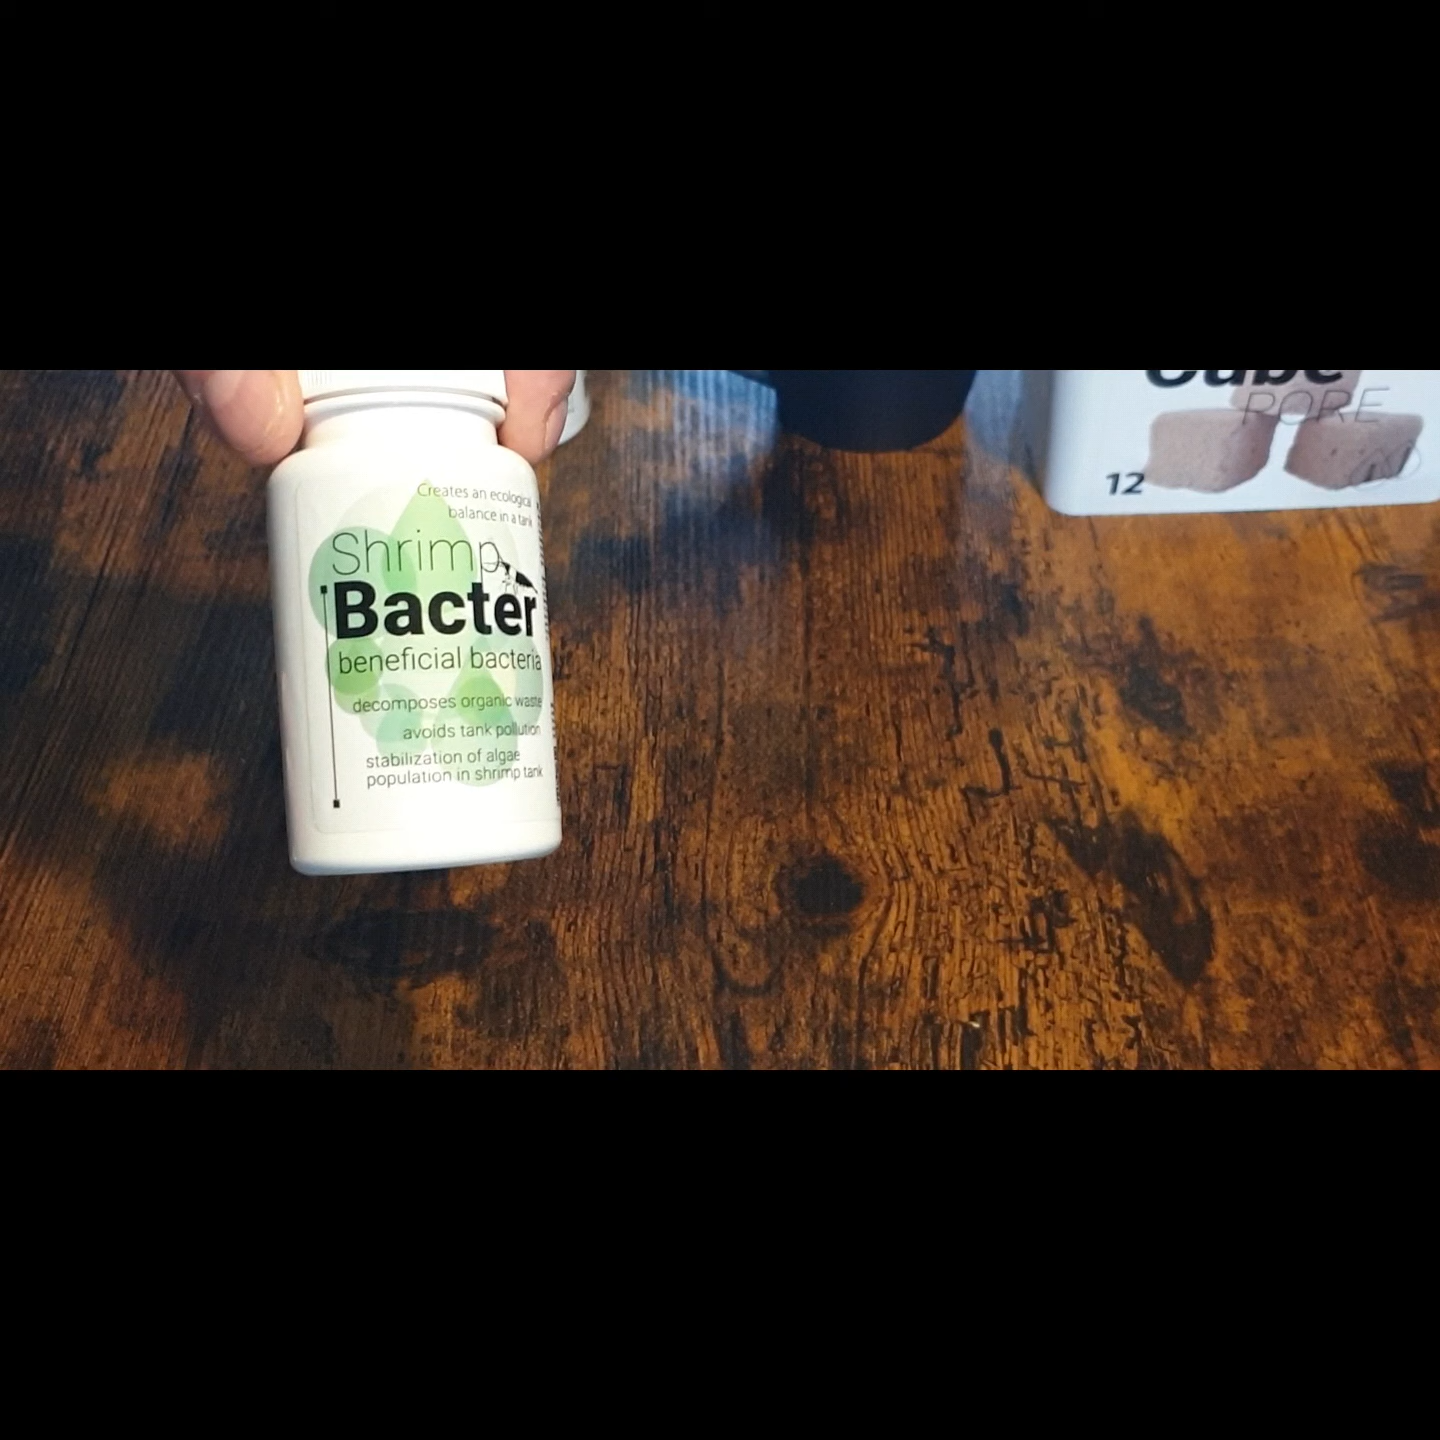 Creates an ecological
balance in a tank
Shrimp
Bacter
beneficial bacteria
decomposes organic waste
avoids tank pollution
stabilization of algae
population in shrimp tank
Cube
PORE
12